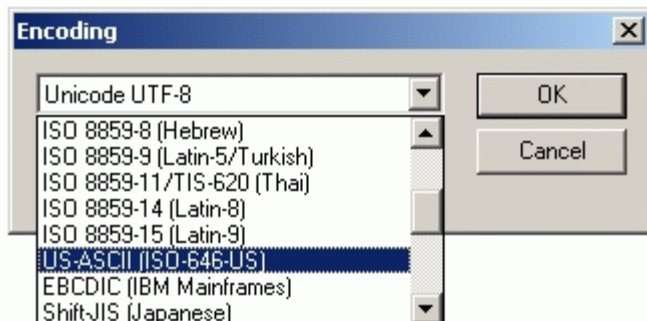 Encoding
Unicode UTF-8
OK
ISO 8859-8 (Hebrew)
ISO 8859-9 (Latin-5/Turkish)
Cancel
ISO 8859-11/TIS-620 (Thai)
ISO 8859-14 (Latin-8)
ISO 8859-15 (Latin-9)
US-ASCII (ISO-646-US)
EBCDIC (IBM Mainframes)
Shift-JIS (Japanese)